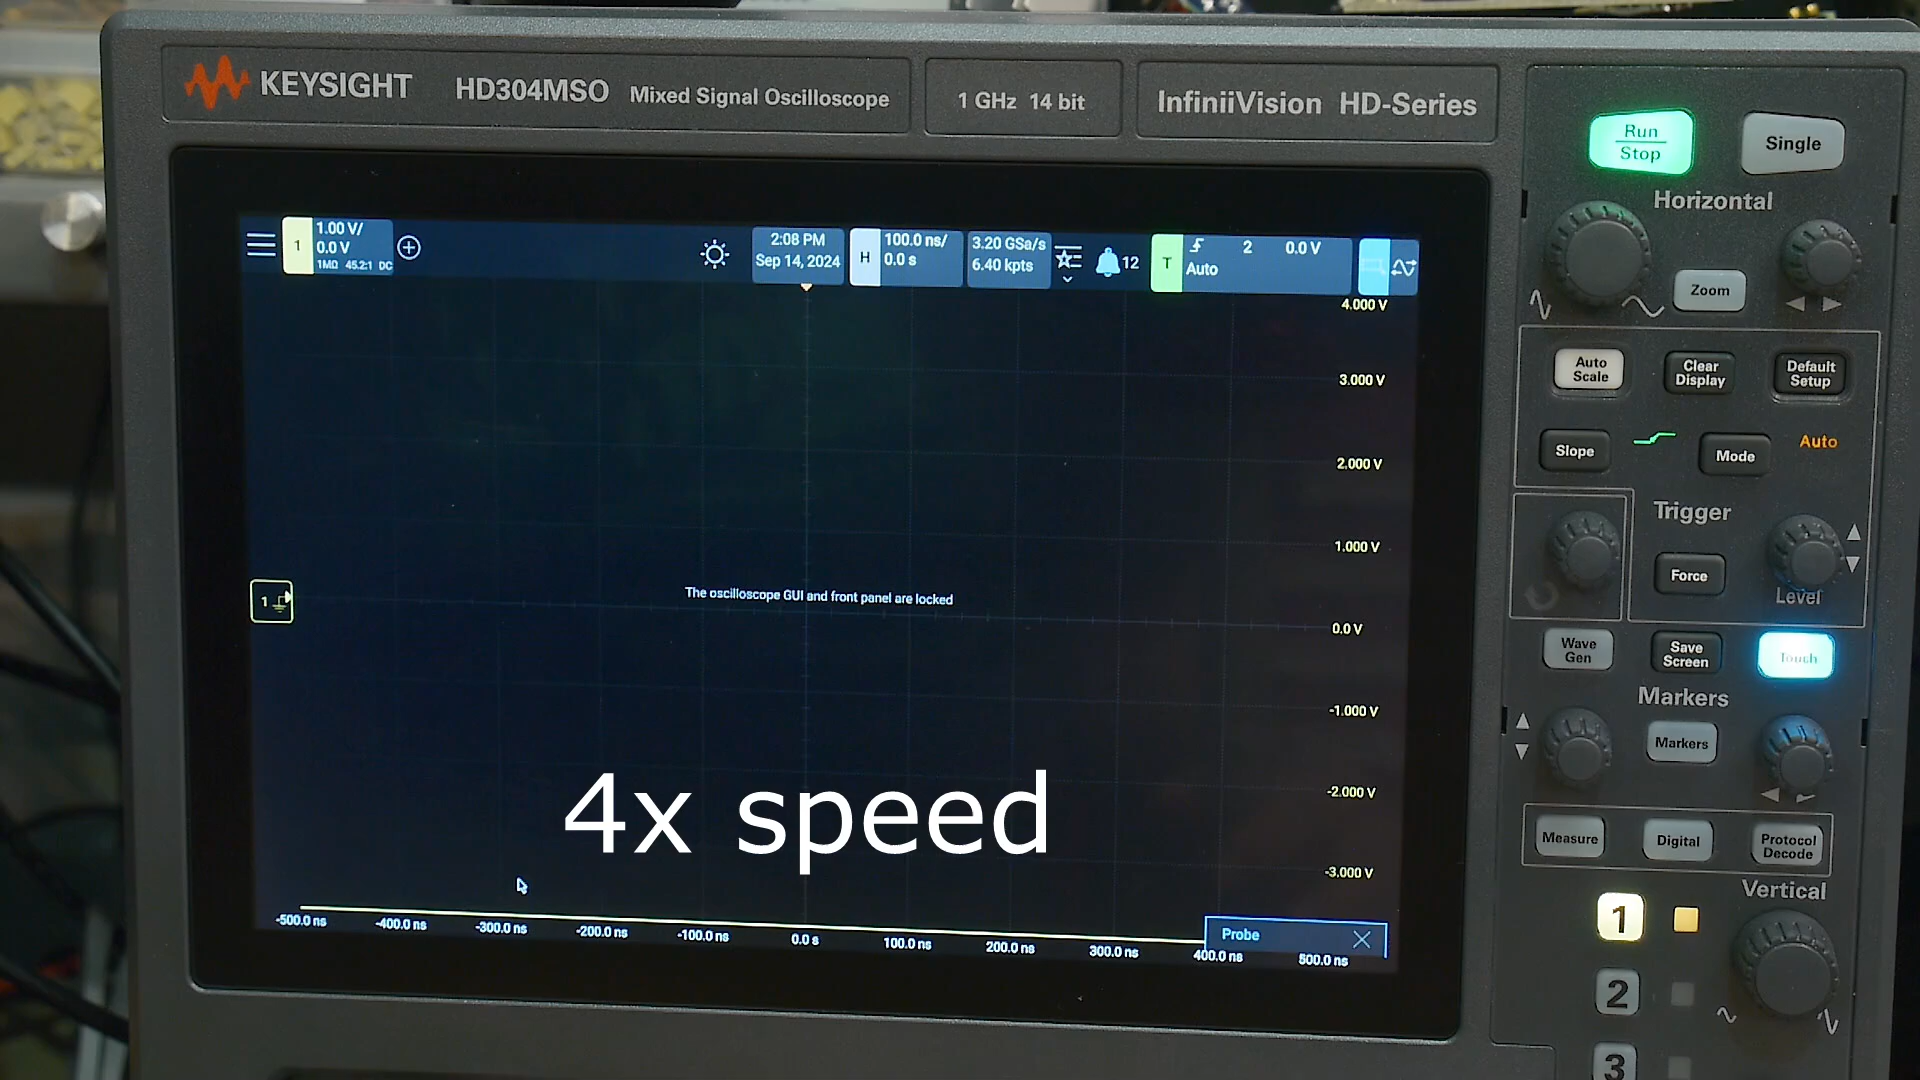 KEYSIGHT HD304MSO Mixed Signal Oscilloscope
1 GHz 14 bit
InfiniiVision HD-Series
Run
Stop
Single
Horizontal
Zoom
1
1.00 V/
0.0 V
1MΩ 45.2:1 DC
2:08 PM
Sep 14, 2024
H
100.0 ns/
0.0 s
3.20 GSa/s
6.40 kpts
12
T
2 0.0 V
Auto
4.000 V
3.000 V
2.000 V
1.000 V
0.0 V
-1.000 V
-2.000 V
-3.000 V
1
The oscilloscope GUI and front panel are locked
4x speed
-500.0 ns
-400.0 ns
-300.0 ns
-200.0 ns
-100.0 ns
0.0 s
100.0 ns
200.0 ns
300.0 ns
400.0 ns
500.0 ns
Probe
Auto
Scale
Clear
Display
Default
Setup
Slope
Mode
Auto
Trigger
Force
Level
Wave
Gen
Save
Screen
Touch
Markers
Markers
Measure
Digital
Protocol
Decode
Vertical
1
2
3